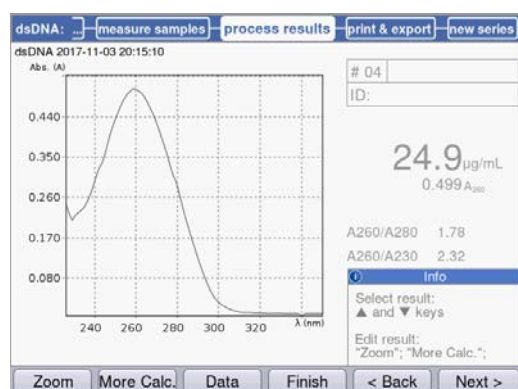 dsDNA: ... measure samples process results print & export new series
dsDNA 2017-11-03 20:15:10
Abs. (A)
0.440
0.350
0.260
0.170
0.080
240 260 280 300 320 λ (nm)
# 04
ID:
24.9 µg/mL
0.499 A260
A260/A280 1.78
A260/A230 2.32
Info
Select result:
▲ and ▼ keys
Edit result:
"Zoom"; "More Calc.";
Zoom More Calc. Data Finish < Back Next >